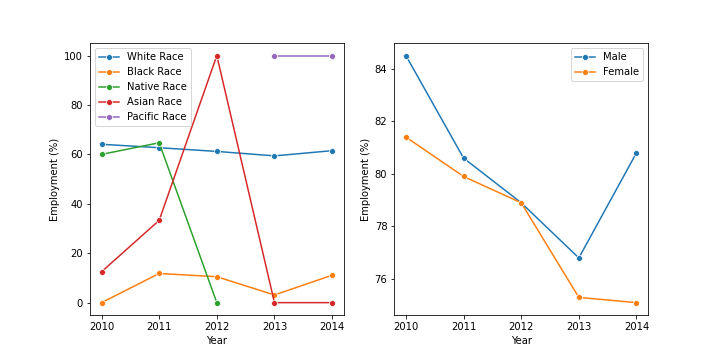 White Race
Black Race
Native Race
Asian Race
Pacific Race
100
80
60
40
20
0
Employment (%)
2010 2011 2012 2013 2014
Year
Male
Female
84
82
80
78
76
Employment (%)
2010 2011 2012 2013 2014
Year